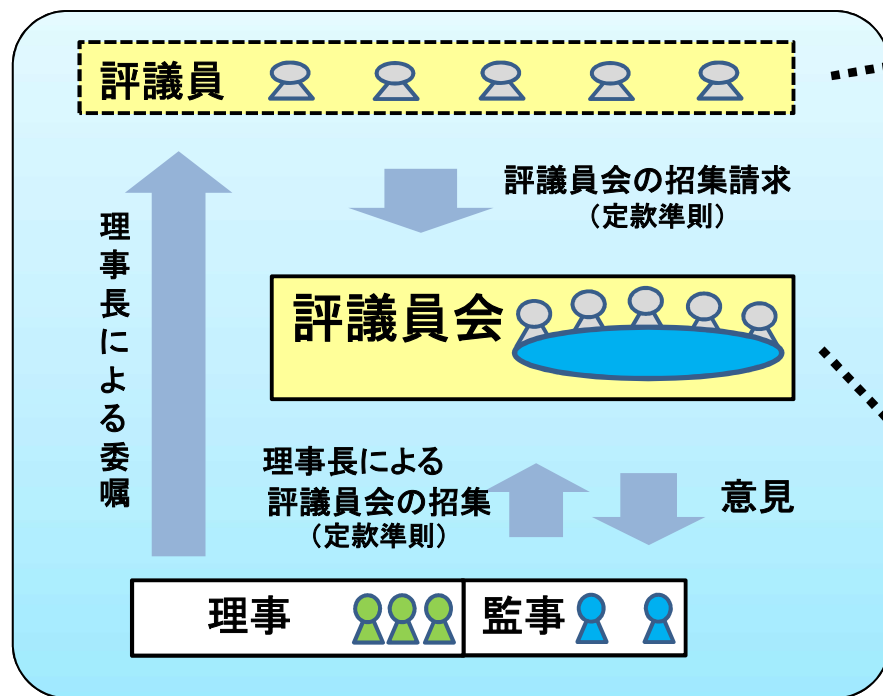 評議員
評議員会の招集請求
（定款準則）
理事長による委嘱
評議員会
理事長による
評議員会の招集
（定款準則）
意見
理事
監事